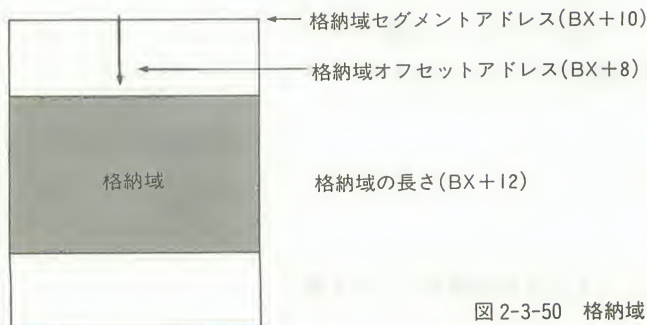 格納域セグメントアドレス(BX+10)
格納域オフセットアドレス(BX+8)
格納域
格納域の長さ(BX+12)
図2-3-50 格納域